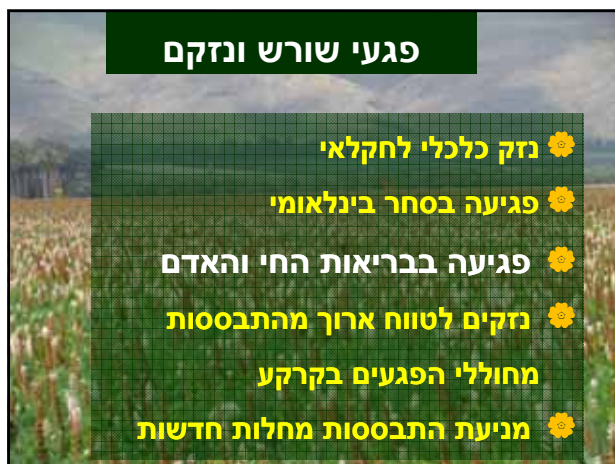 פגעי שורש ונזקם
נזק כלכלי לחקלאי
פגיעה בסחר בינלאומי
פגיעה בבריאות החי והאדם
נזקים לטווח ארוך מהתבססות
מחוללי הפגעים בקרקע
מניעת התבססות מחלות חדשות